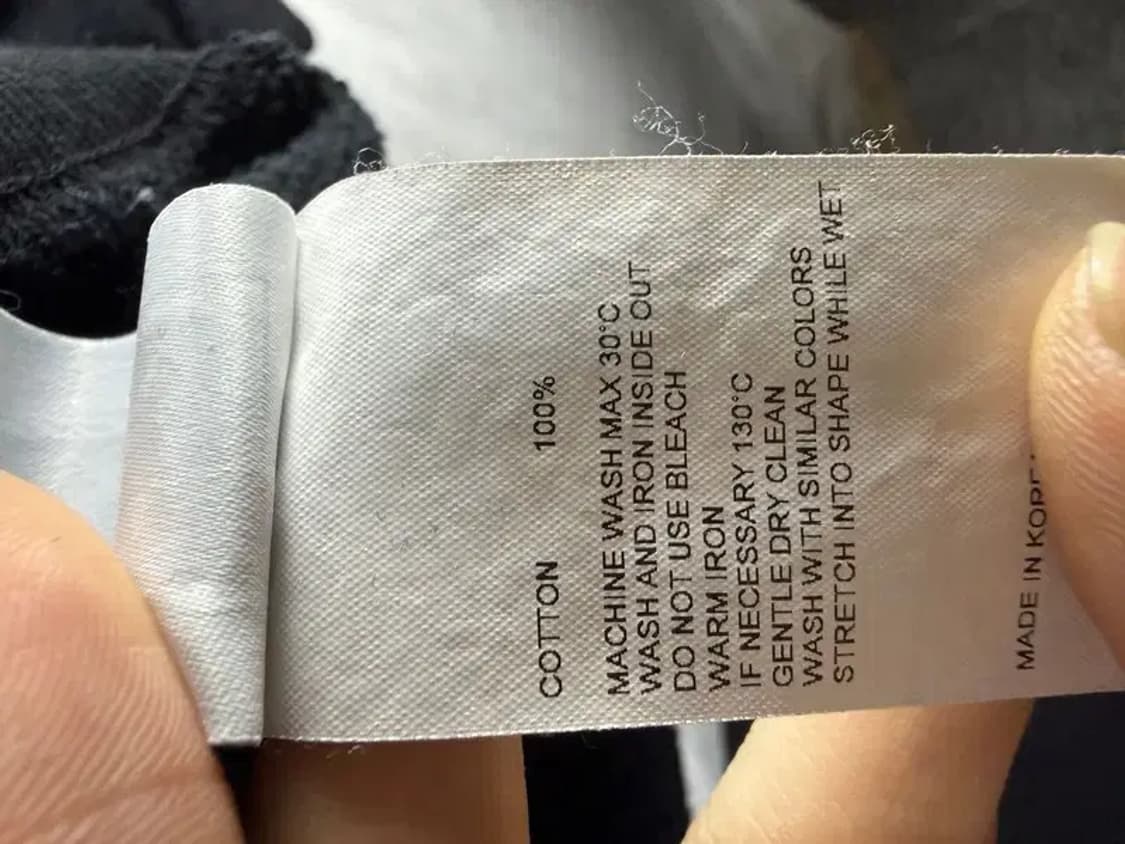 COTTON 100%
MACHINE WASH MAX 30°C
WASH AND IRON INSIDE OUT
DO NOT USE BLEACH
WARM IRON
IF NECESSARY 130°C
GENTLE DRY CLEAN
WASH WITH SIMILAR COLORS
STRETCH INTO SHAPE WHILE WET
MADE IN